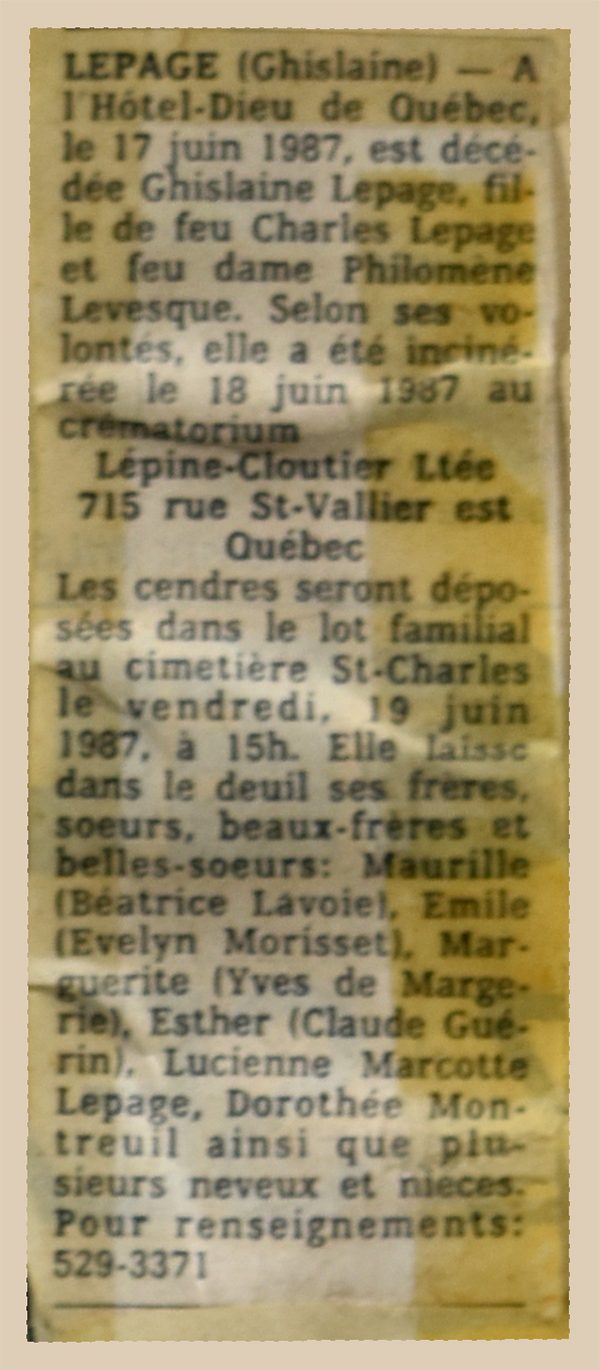 LEPAGE (Ghislaine) — A
l'Hôtel-Dieu de Québec,
le 17 juin 1987, est décé-
dée Ghislaine Lepage, fil-
le de feu Charles Lepage
et feu dame Philomène
Levesque. Selon ses vo-
lontés, elle a été inciné-
rée le 18 juin 1987 au
crématorium
Lépine-Cloutier Ltée
715 rue St-Vallier est
Québec
Les cendres seront dépo-
sées dans le lot familial
au cimetière St-Charles
le vendredi, 19 juin
1987, à 15h. Elle laisse
dans le deuil ses frères,
soeurs, beaux-frères et
belles-soeurs: Maurille
(Béatrice Lavoie), Emile
(Evelyn Morisset), Mar-
guerite (Yves de Marge-
rie), Esther (Claude Gué-
rin), Lucienne Marcotte
Lepage, Dorothée Mon-
treuil ainsi que plu-
sieurs neveux et nièces.
Pour renseignements:
529-3371